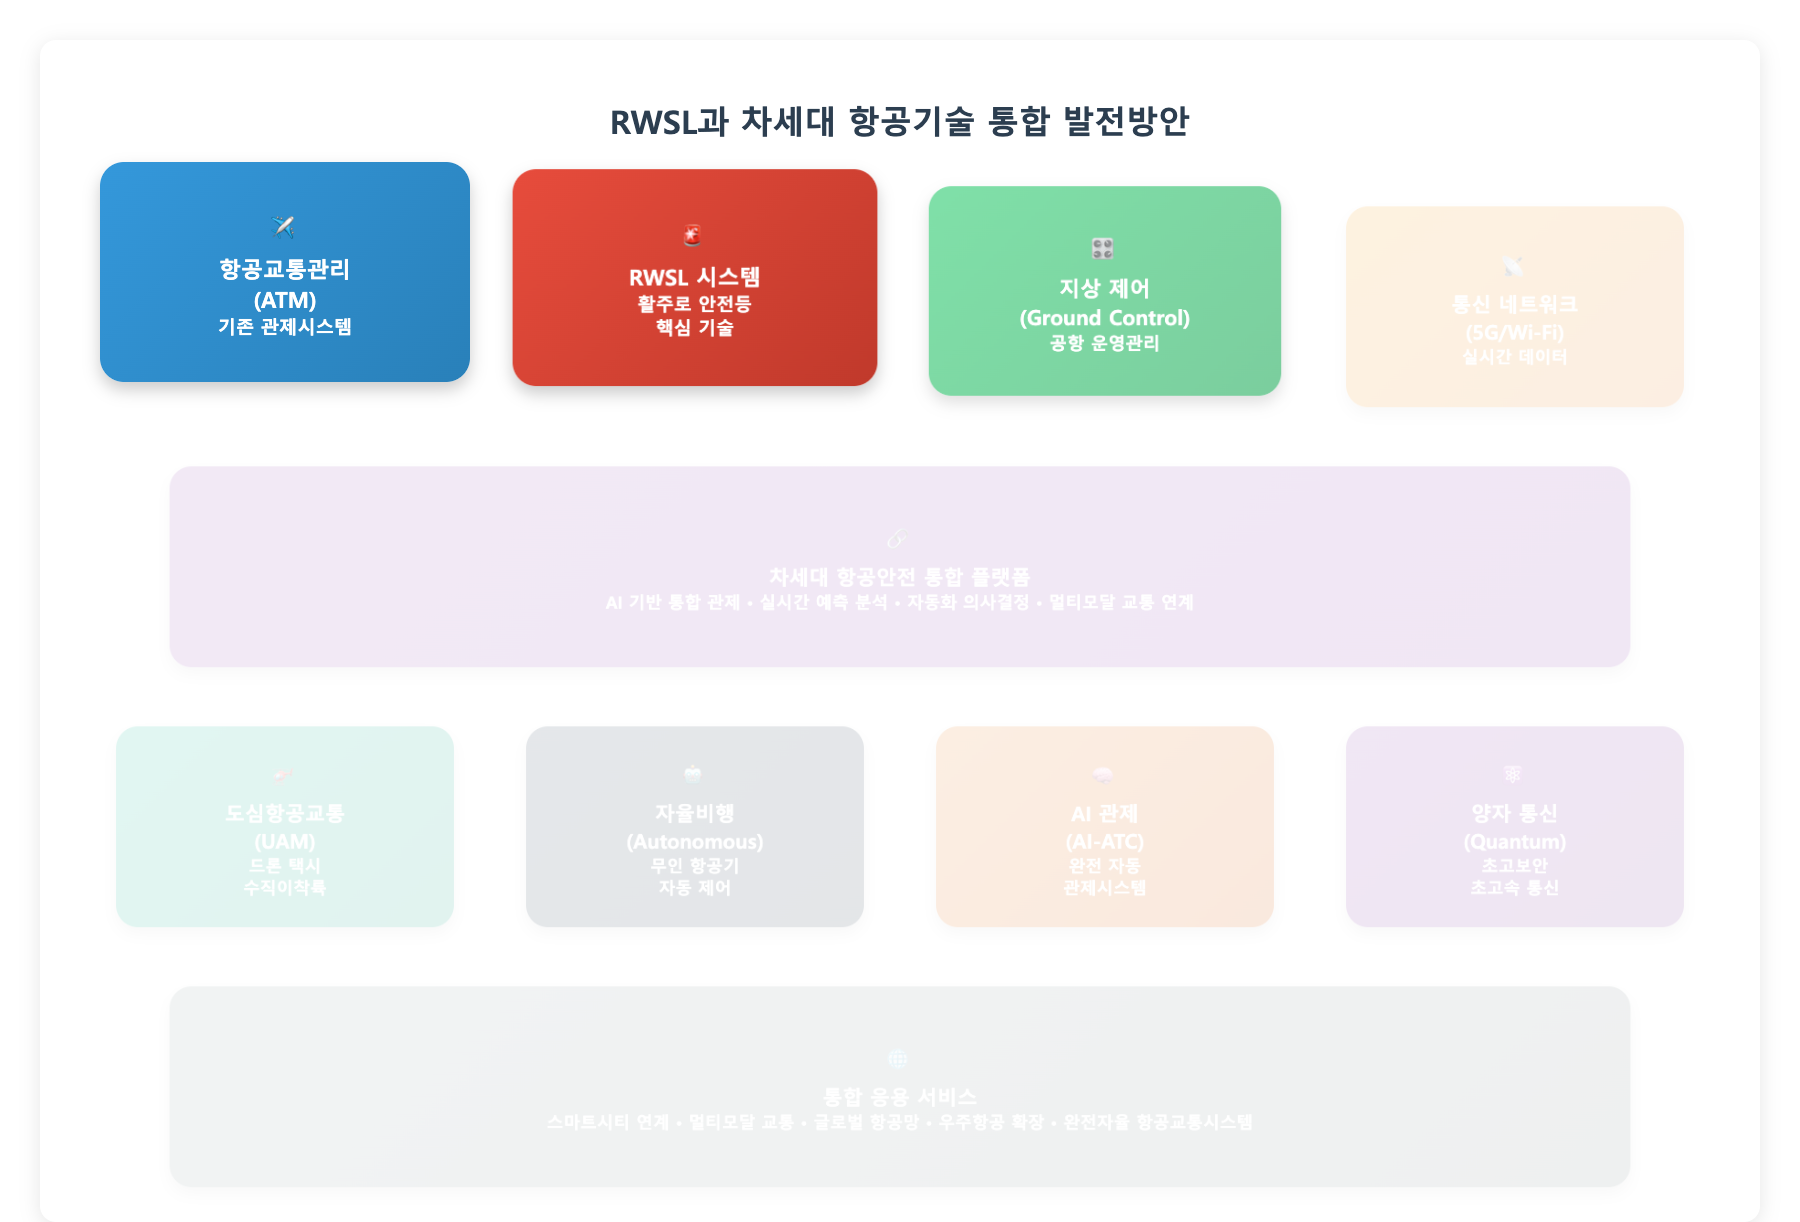 RWSL과 차세대 항공기술 통합 발전방안
항공교통관리
(ATM)
기존 관제시스템
RWSL 시스템
활주로 안전등
핵심 기술
지상 제어
(Ground Control)
공항 운영관리
통신 네트워크
(5G/Wi-Fi)
실시간 데이터
차세대 항공안전 통합 플랫폼
AI 기반 통합 관제 • 실시간 예측 분석 • 자동화 의사결정 • 멀티모달 교통 연계
도심항공교통
(UAM)
드론 택시
수직이착륙
자율비행
(Autonomous)
무인 항공기
자동 제어
AI 관제
(AI-ATC)
완전 자동
관제시스템
양자 통신
(Quantum)
초고보안
초고속 통신
통합 응용 서비스
스마트시티 연계 • 멀티모달 교통 • 글로벌 항공망 • 우주항공 확장 • 완전자율 항공교통시스템